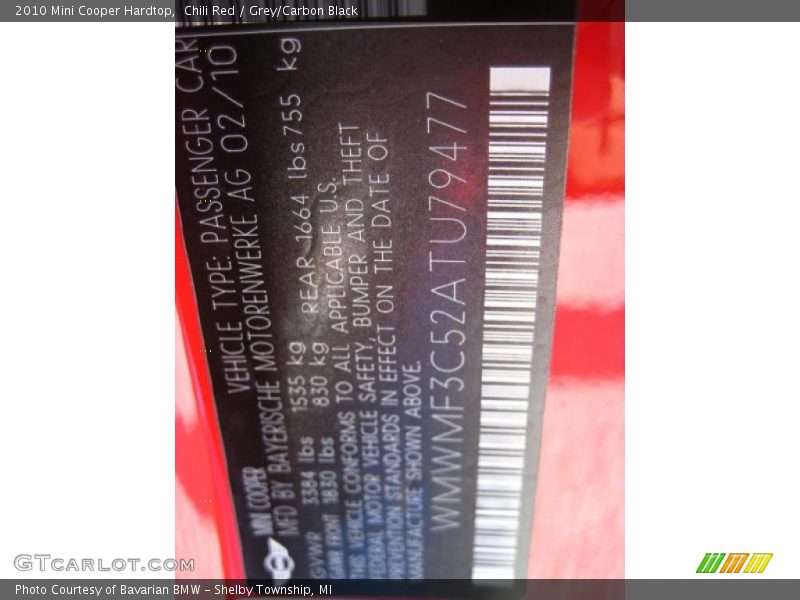 2010 Mini Cooper Hardtop,  Chili Red / Grey/Carbon Black
MINI COOPER VEHICLE TYPE: PASSENGER CAR
MFD BY BAYERISCHE MOTORENWERKE AG 02/10
GVWR 3384 lbs 1535 kg REAR 1664 lbs 755 kg
GAWR FRONT 1830 lbs 830 kg
THIS VEHICLE CONFORMS TO ALL APPLICABLE U.S.
FEDERAL MOTOR VEHICLE SAFETY, BUMPER AND THEFT
PREVENTION STANDARDS IN EFFECT ON THE DATE OF
MANUFACTURE SHOWN ABOVE.
WMWMF3C52ATU79477
GTCarLot.com
Photo Courtesy of Bavarian BMW – Shelby Township, MI